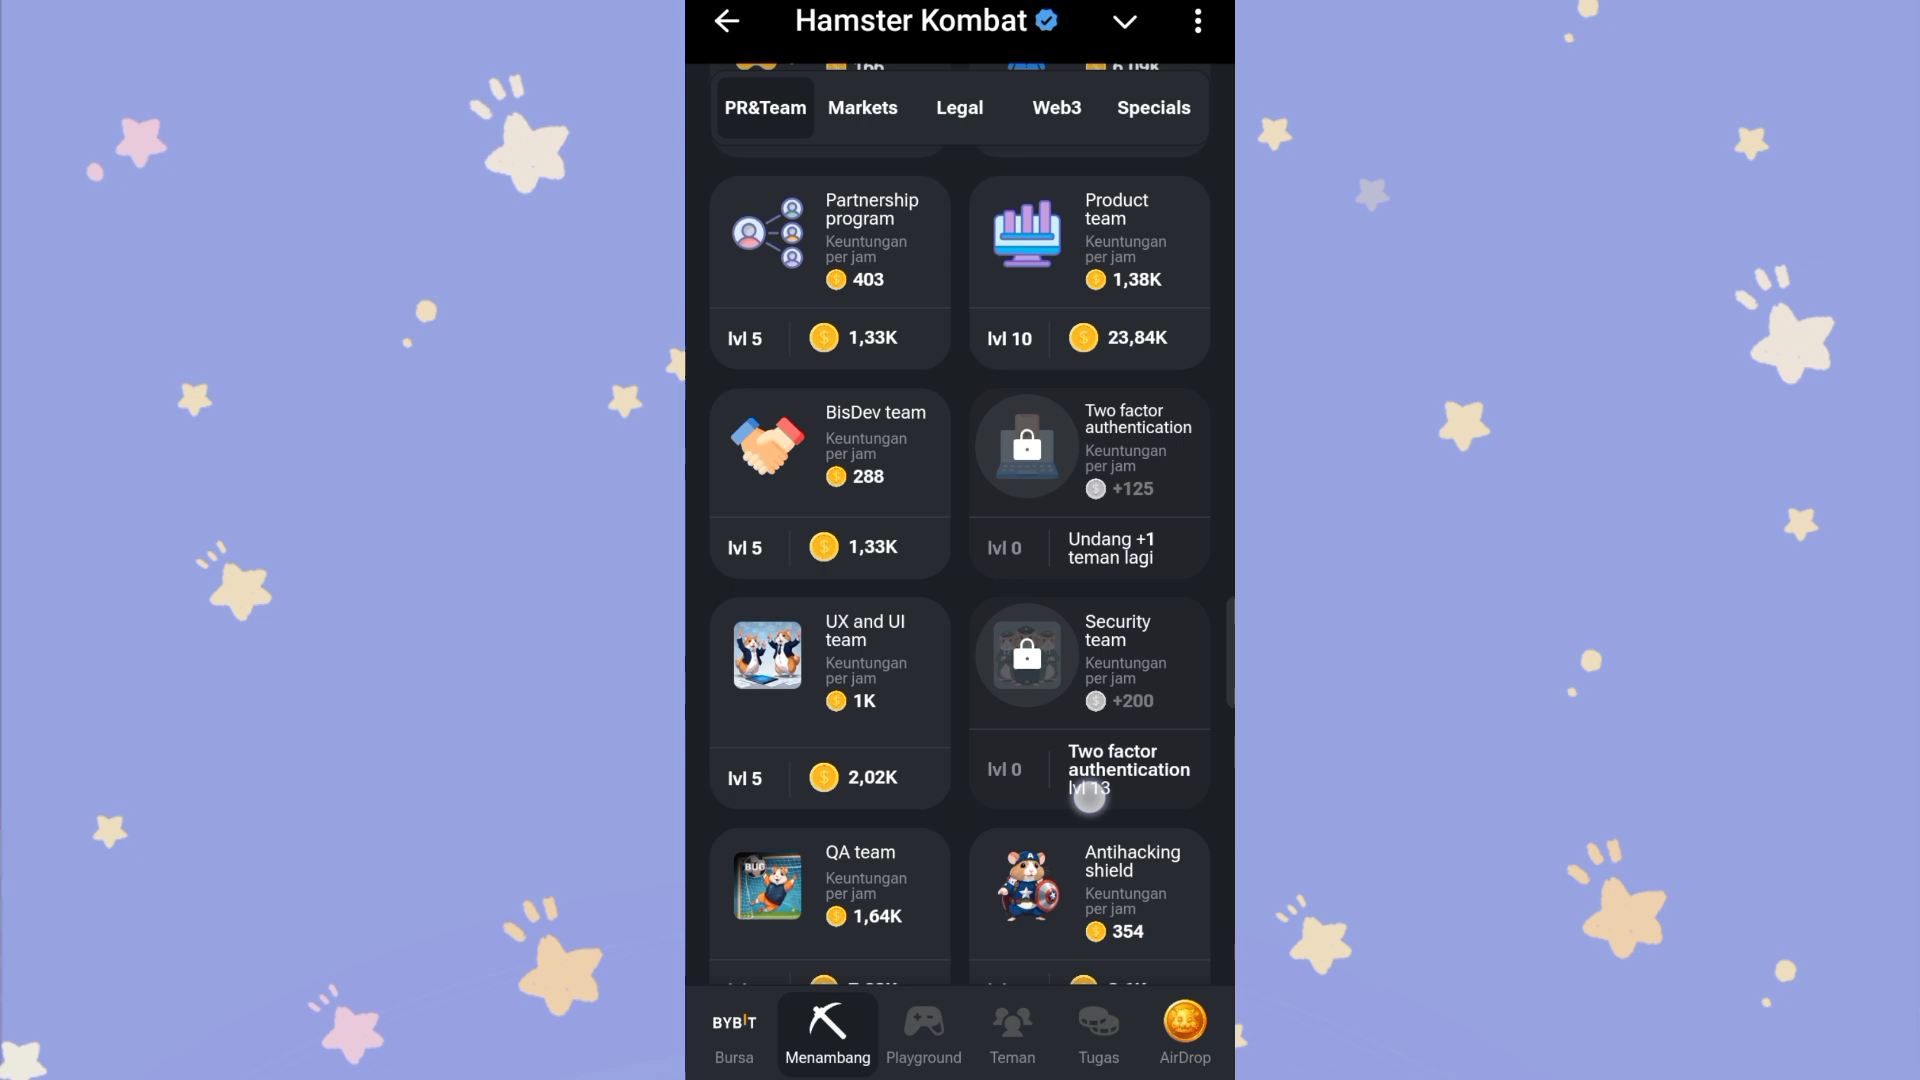 Hamster Kombat
PR&Team Markets Legal Web3 Specials
Partnership
program
Keuntungan
per jam
403
lvl 5 1,33K
Product
team
Keuntungan
per jam
1,38K
lvl 10 23,84K
BisDev team
Keuntungan
per jam
288
lvl 5 1,33K
Two factor
authentication
Keuntungan
per jam
+125
lvl 0
Undang +1
teman lagi
UX and UI
team
Keuntungan
per jam
1K
lvl 5 2,02K
Security
team
Keuntungan
per jam
+200
lvl 0
Two factor
authentication
lvl 13
QA team
Keuntungan
per jam
1,64K
Antihacking
shield
Keuntungan
per jam
354
BYBIT
Bursa Menambang Playground Teman Tugas AirDrop